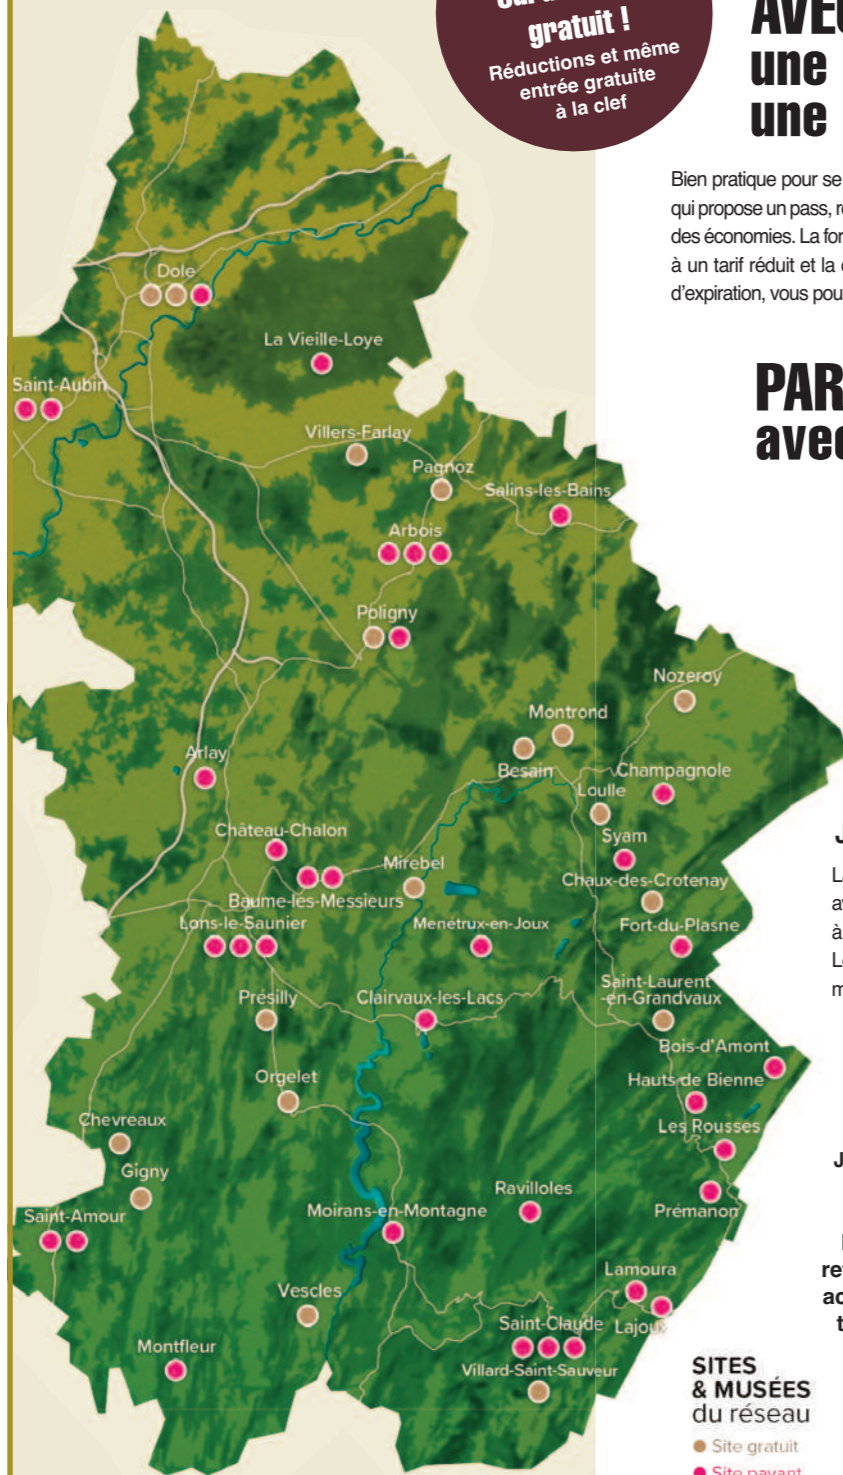 gratuit !
Réductions et même
entrée gratuite
à la clef
une
une
Bien pratique pour se
qui propose un pass, r
des économies. La for
à un tarif réduit et la
d'expiration, vous pou
PAR
avec
Dole
La Vieille-Loye
Saint-Aubin
Villers-Farlay
Pagnoz
Salins-les-Bains
Arbois
Poligny
Nozeroy
Montrond
Besain
Champagnole
Arlay
Loulle
Château-Chalon
Syam
Mirebel
Chaux-des-Crotenay
Baume-les-Messieurs
Lons-le-Saunier
Menétrux-en-Joux
Fort-du-Plasne
Présilly
Clairvaux-les-Lacs
Saint-Laurent
-en-Grandvaux
Bois-d'Amont
Orgelet
Hauts de Bienne
Chevreaux
Les Rousses
Gigny
Ravilloles
Prémanon
Saint-Amour
Moirans-en-Montagne
Lamoura
Vescles
Saint-Claude
Lajoux
Montfleur
Villard-Saint-Sauveur
SITES
& MUSÉES
du réseau
Site gratuit
Site payant